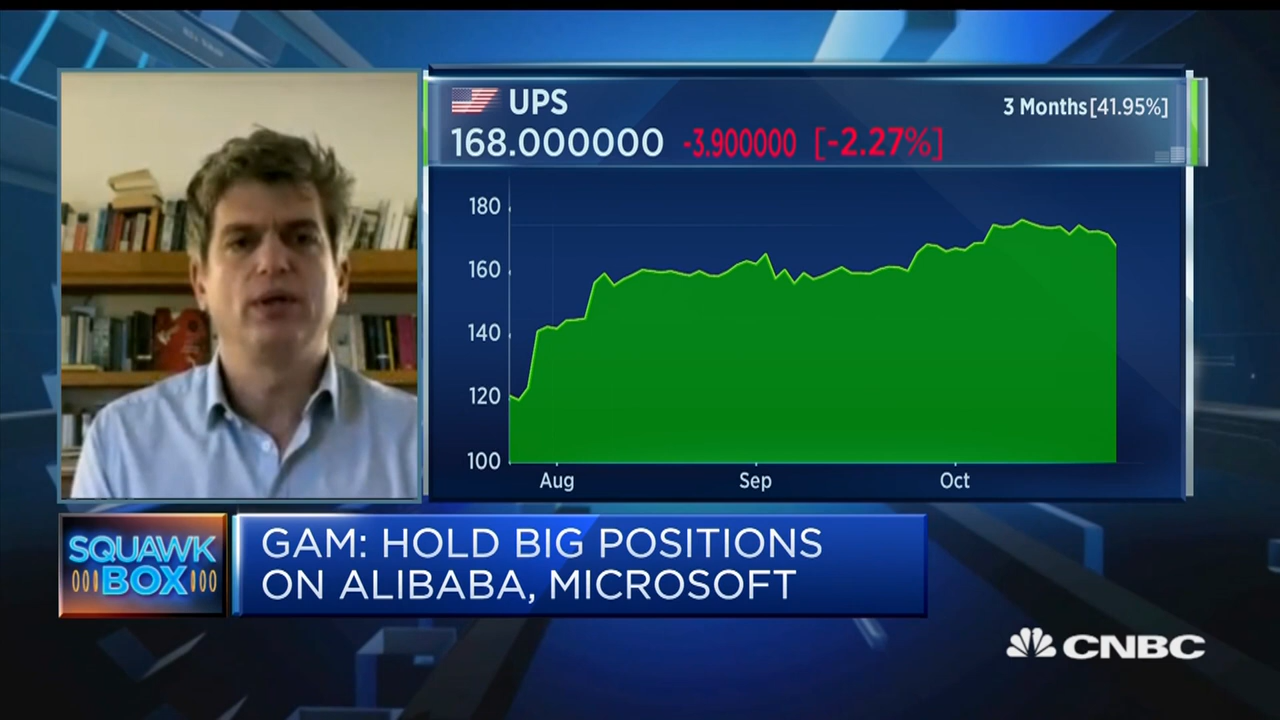 UPS
3 Months[41.95%]
168.000000 -3.900000 [-2.27%]
180
160
140
120
100
Aug Sep Oct
SQUAWK
BOX
GAM: HOLD BIG POSITIONS
ON ALIBABA, MICROSOFT
CNBC